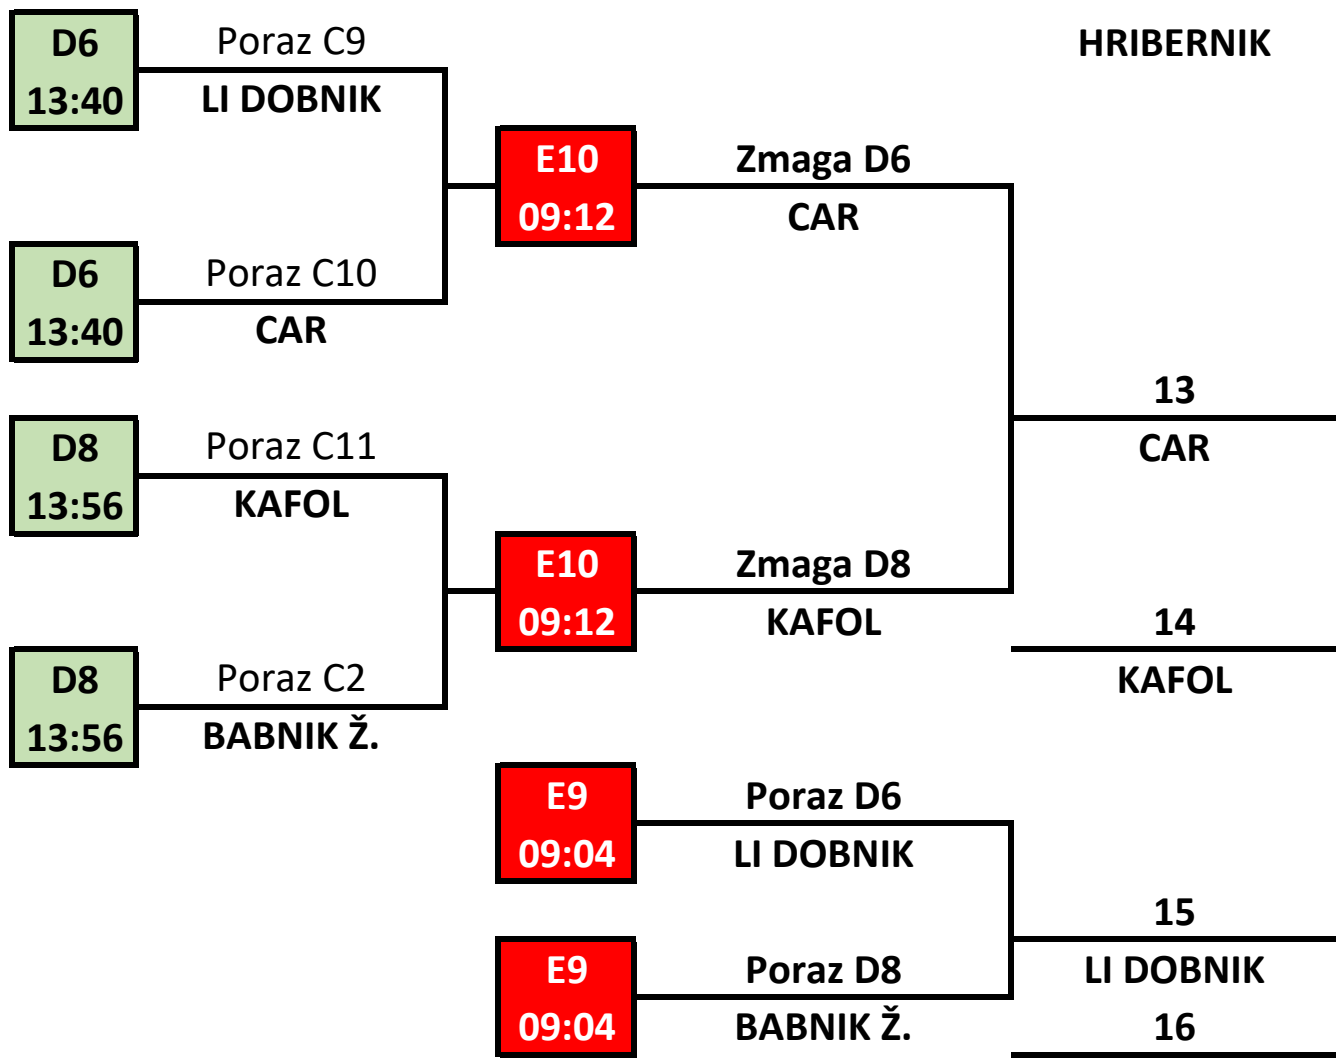 D6
13:40
Poraz C9
LI DOBNIK
HRIBERNIK
E10
09:12
Zmaga D6
CAR
D6
13:40
Poraz C10
CAR
13
CAR
D8
13:56
Poraz C11
KAFOL
E10
09:12
Zmaga D8
KAFOL
14
KAFOL
D8
13:56
Poraz C2
BABNIK Ž.
E9
09:04
Poraz D6
LI DOBNIK
15
LI DOBNIK
E9
09:04
Poraz D8
BABNIK Ž.
16